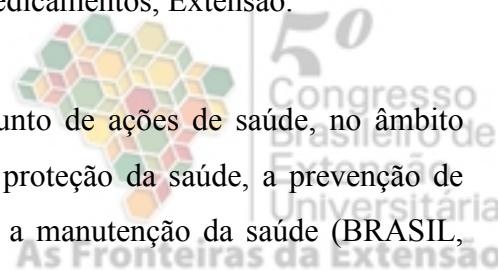 edicamentos, Extensão.
5º
Congresso
Brasileiro de
Extensão
Universitária
As Fronteiras da Extensão
unto de ações de saúde, no âmbito
proteção da saúde, a prevenção de
a manutenção da saúde (BRASIL,